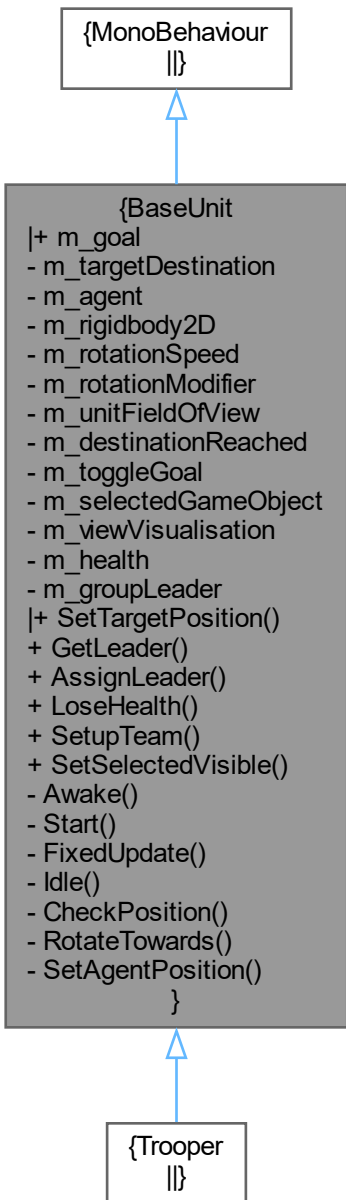 {MonoBehaviour
||}
{BaseUnit
|+ m_goal
- m_targetDestination
- m_agent
- m_rigidbody2D
- m_rotationSpeed
- m_rotationModifier
- m_unitFieldOfView
- m_destinationReached
- m_toggleGoal
- m_selectedGameObject
- m_viewVisualisation
- m_health
- m_groupLeader
|+ SetTargetPosition()
+ GetLeader()
+ AssignLeader()
+ LoseHealth()
+ SetupTeam()
+ SetSelectedVisible()
- Awake()
- Start()
- FixedUpdate()
- Idle()
- CheckPosition()
- RotateTowards()
- SetAgentPosition()
}
{Trooper
||}